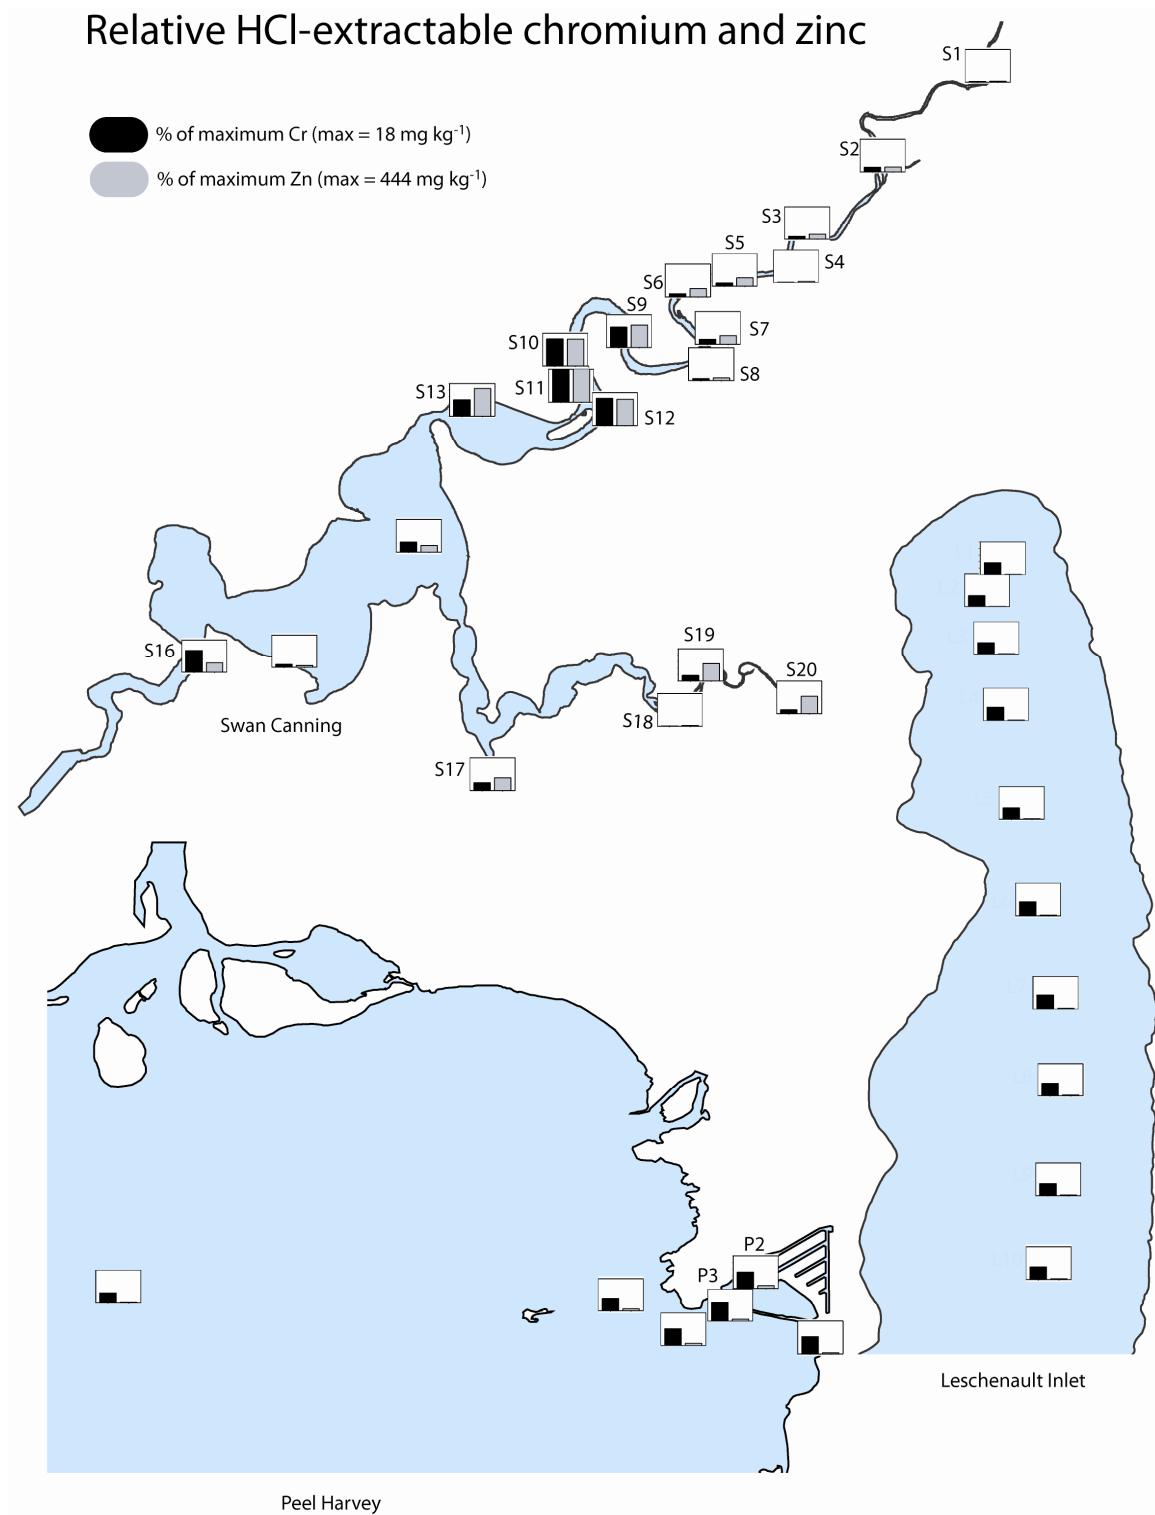 Relative HCl-extractable chromium and zinc
% of maximum Cr (max = 18 mg kg-1)
% of maximum Zn (max = 444 mg kg-1)
S1
S2
S3
S4
S5
S6
S7
S8
S9
S10
S11
S12
S13
S16
S17
S18
S19
S20
Swan Canning
P2
P3
Leschenault Inlet
Peel Harvey